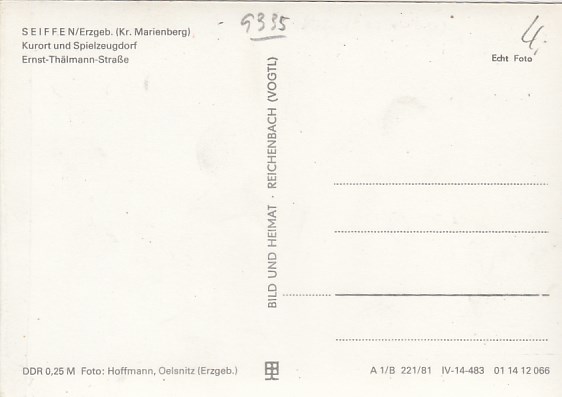 SEIFFEN/Erzgeb. (Kr. Marienberg)
Kurort und Spielzeugdorf
Ernst-Thälmann-Straße
9335
4,
Echt Foto
BILD UND HEIMAT · REICHENBACH (VOGTL)
DDR 0,25 M Foto: Hoffmann, Oelsnitz (Erzgeb.)
A 1/B 221/81 IV-14-483 01 14 12 066